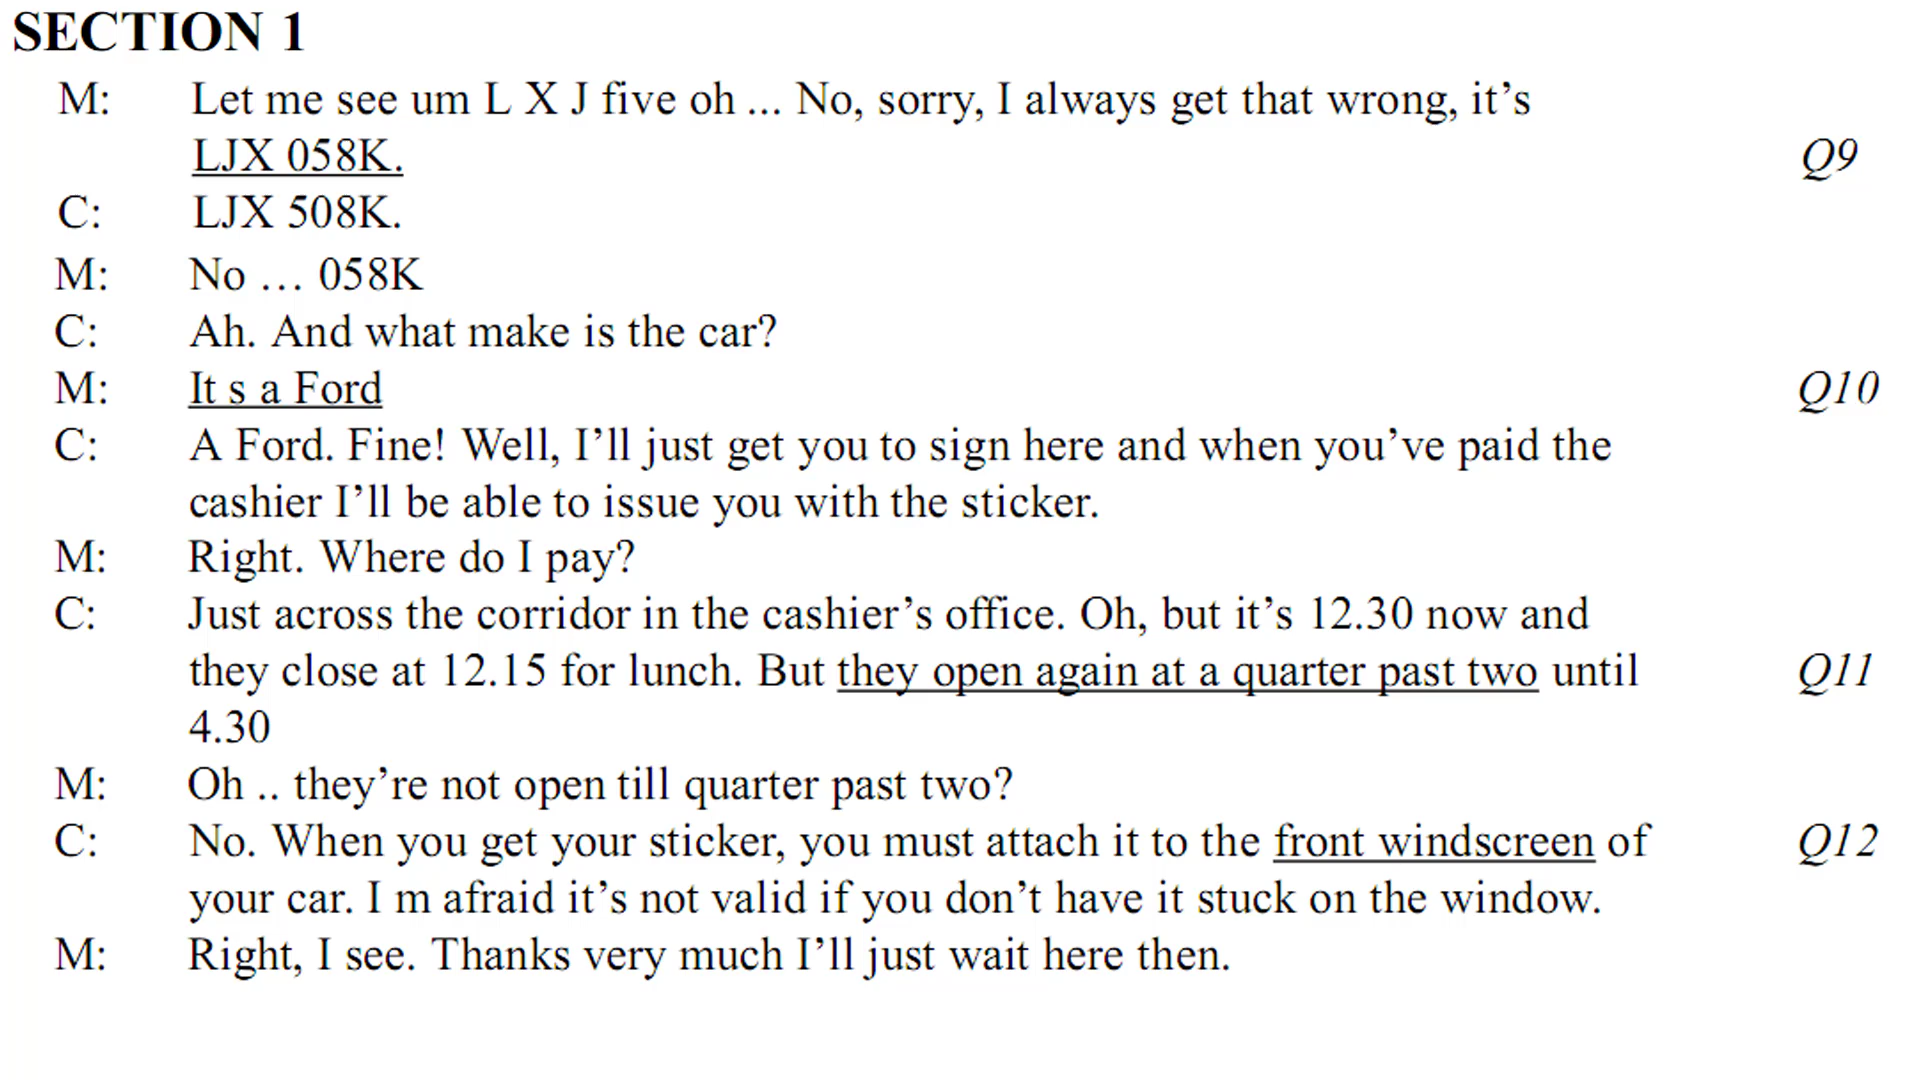 SECTION 1
M: Let me see um L X J five oh ... No, sorry, I always get that wrong, it’s
LJX 058K. Q9
C: LJX 508K.
M: No … 058K
C: Ah. And what make is the car?
M: It s a Ford Q10
C: A Ford. Fine! Well, I’ll just get you to sign here and when you’ve paid the
cashier I’ll be able to issue you with the sticker.
M: Right. Where do I pay?
C: Just across the corridor in the cashier’s office. Oh, but it’s 12.30 now and
they close at 12.15 for lunch. But they open again at a quarter past two until Q11
4.30
M: Oh .. they’re not open till quarter past two?
C: No. When you get your sticker, you must attach it to the front windscreen of Q12
your car. I m afraid it’s not valid if you don’t have it stuck on the window.
M: Right, I see. Thanks very much I’ll just wait here then.